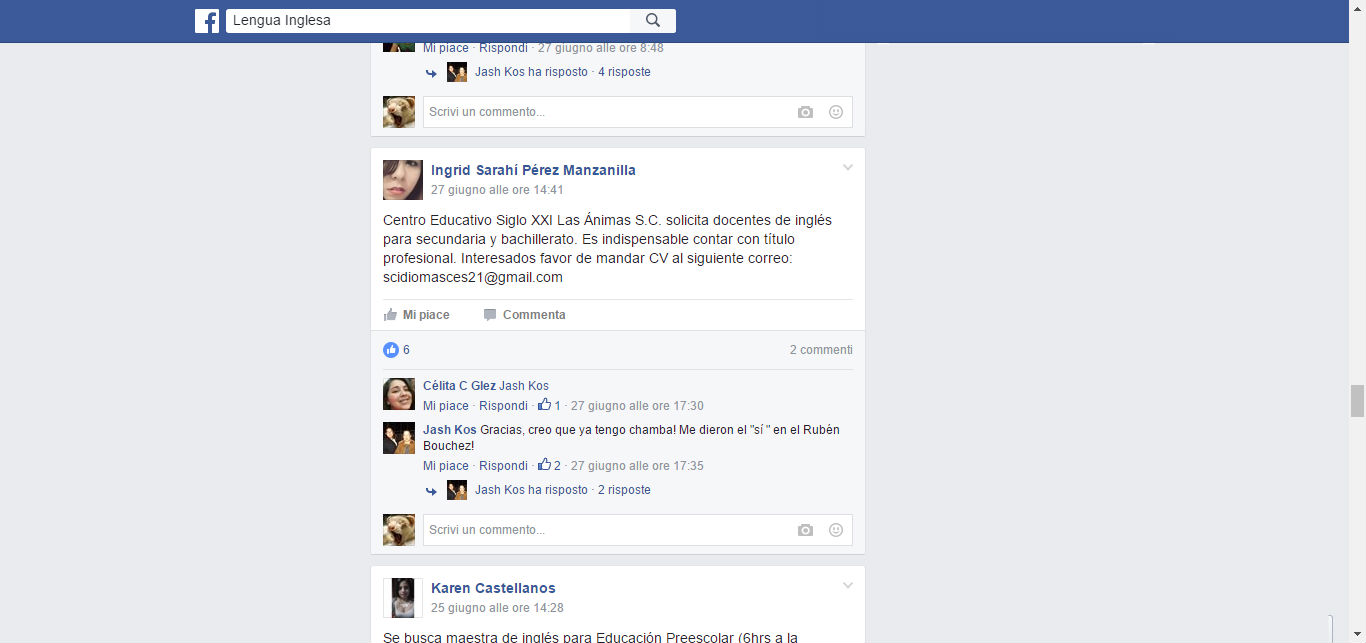 Lengua Inglesa
Mi piace · Rispondi · 27 giugno alle ore 8:48
Jash Kos ha risposto · 4 risposte
Scrivi un commento...
Ingrid Sarahí Pérez Manzanilla
27 giugno alle ore 14:41
Centro Educativo Siglo XXI Las Ánimas S.C. solicita docentes de inglés
para secundaria y bachillerato. Es indispensable contar con título
profesional. Interesados favor de mandar CV al siguiente correo:
scidiomasces21@gmail.com
Mi piace Commenta
6 2 commenti
Célita C Glez Jash Kos
Mi piace · Rispondi · 1 · 27 giugno alle ore 17:30
Jash Kos Gracias, creo que ya tengo chamba! Me dieron el "sí " en el Rubén
Bouchez!
Mi piace · Rispondi · 2 · 27 giugno alle ore 17:35
Jash Kos ha risposto · 2 risposte
Scrivi un commento...
Karen Castellanos
25 giugno alle ore 14:28
Se busca maestra de inglés para Educación Preescolar (6hrs a la